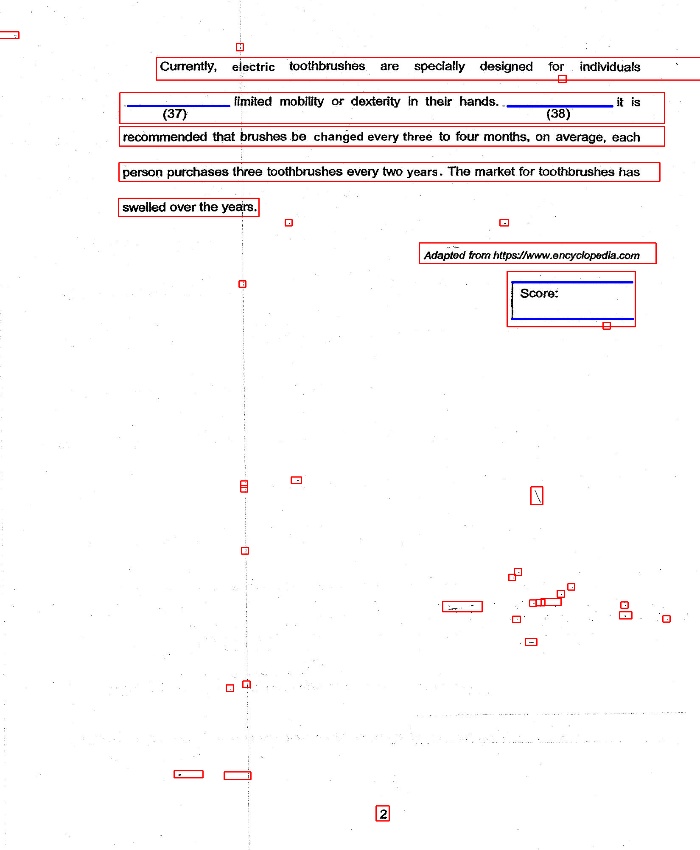 Currently, electric toothbrushes are specially designed for individuals
__________ limited mobility or dexterity in their hands. __________ it is
(37) (38)
recommended that brushes be changed every three to four months, on average, each
person purchases three toothbrushes every two years. The market for toothbrushes has
swelled over the years.
Adapted from https://www.encyclopedia.com
Score:
2